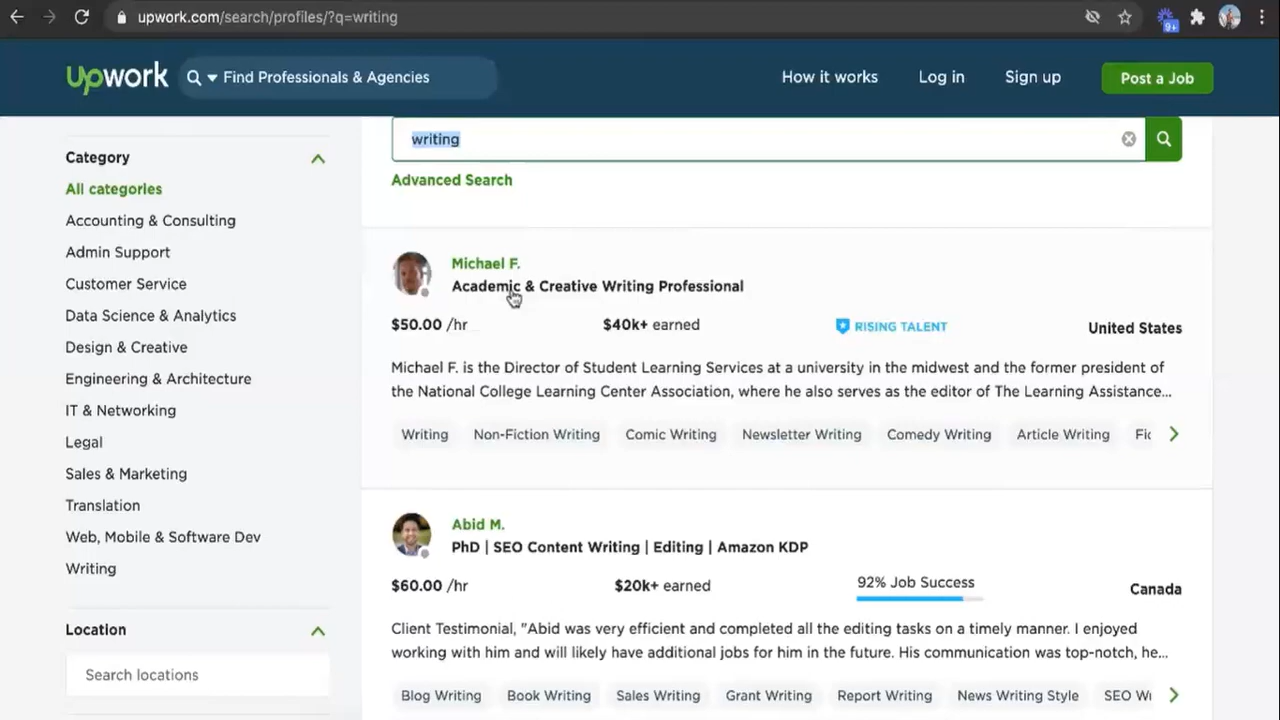 upwork.com/search/profiles/?q=writing
9+
upwork
Find Professionals & Agencies
How it works
Log in
Sign up
Post a Job
Category
All categories
Accounting & Consulting
Admin Support
Customer Service
Data Science & Analytics
Design & Creative
Engineering & Architecture
IT & Networking
Legal
Sales & Marketing
Translation
Web, Mobile & Software Dev
Writing
Location
Search locations
writing
Advanced Search
Michael F.
Academic & Creative Writing Professional
$50.00 /hr
$40k+ earned
RISING TALENT
United States
Michael F. is the Director of Student Learning Services at a university in the midwest and the former president of
the National College Learning Center Association, where he also serves as the editor of The Learning Assistance...
Writing
Non-Fiction Writing
Comic Writing
Newsletter Writing
Comedy Writing
Article Writing
Fic
Abid M.
PhD | SEO Content Writing | Editing | Amazon KDP
$60.00 /hr
$20k+ earned
92% Job Success
Canada
Client Testimonial, "Abid was very efficient and completed all the editing tasks on a timely manner. I enjoyed
working with him and will likely have additional jobs for him in the future. His communication was top-notch, he...
Blog Writing
Book Writing
Sales Writing
Grant Writing
Report Writing
News Writing Style
SEO Wr